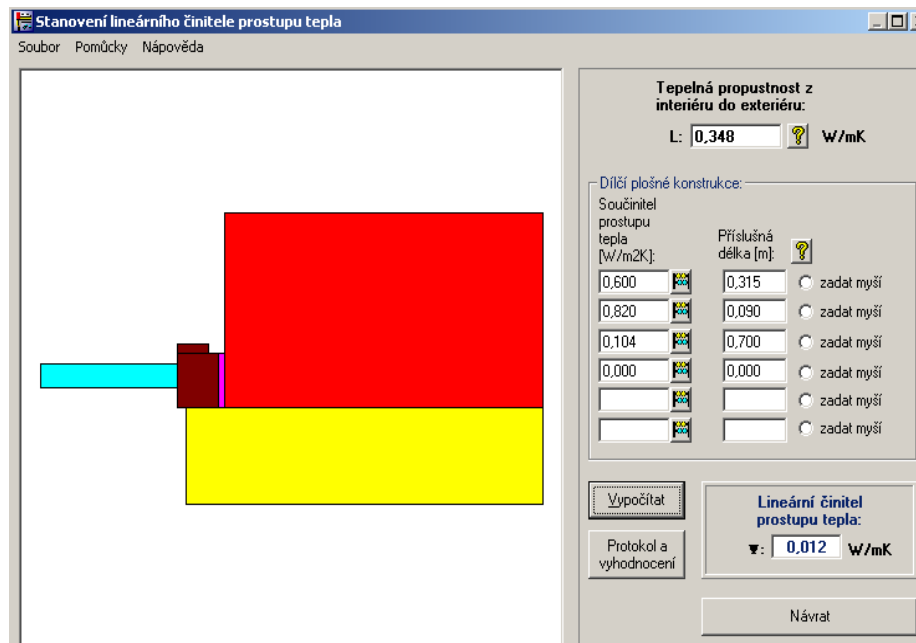 Stanovení lineárního činitele prostupu tepla
Soubor Pomůcky Nápověda
Tepelná propustnost z
interiéru do exteriéru:
L: 0,348 ? W/mK
Dílčí plošné konstrukce:
Součinitel
prostupu
tepla
[W/m2K]:
Příslušná
délka [m]: ?
0,600 0,315 zadat myší
0,820 0,090 zadat myší
0,104 0,700 zadat myší
0,000 0,000 zadat myší
zadat myší
zadat myší
Vypočítat
Protokol a
vyhodnocení
Lineární činitel
prostupu tepla:
Ψ: 0,012 W/mK
Návrat